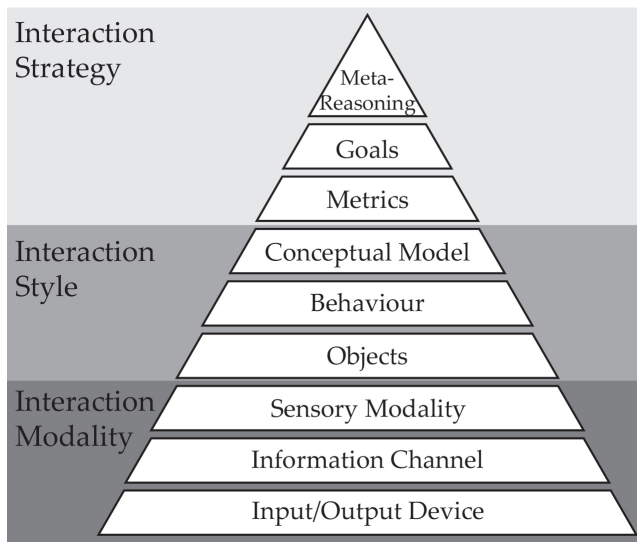 Interaction
Strategy
Meta-
Reasoning
Goals
Metrics
Interaction
Style
Conceptual Model
Behaviour
Objects
Interaction
Modality
Sensory Modality
Information Channel
Input/Output Device